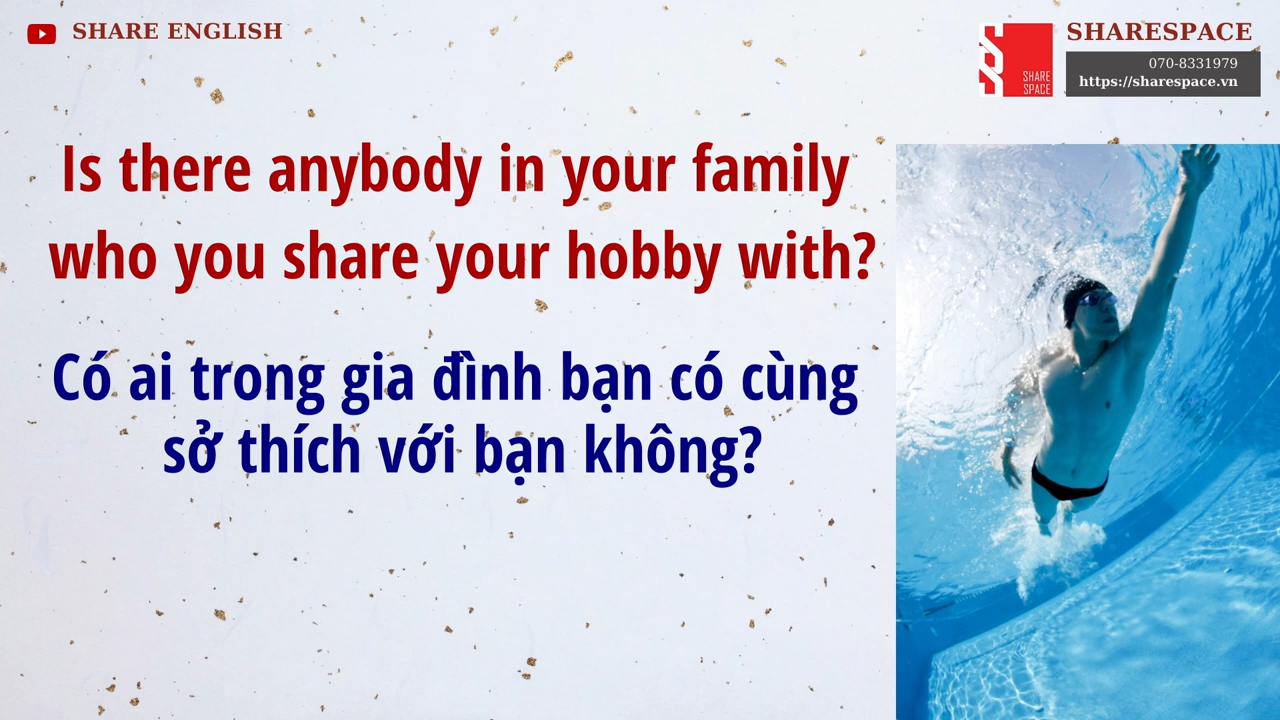 SHARE ENGLISH
SHARESPACE
SHARE
SPACE
070-8331979
https://sharespace.vn
Is there anybody in your family
who you share your hobby with?
Có ai trong gia đình bạn có cùng
sở thích với bạn không?